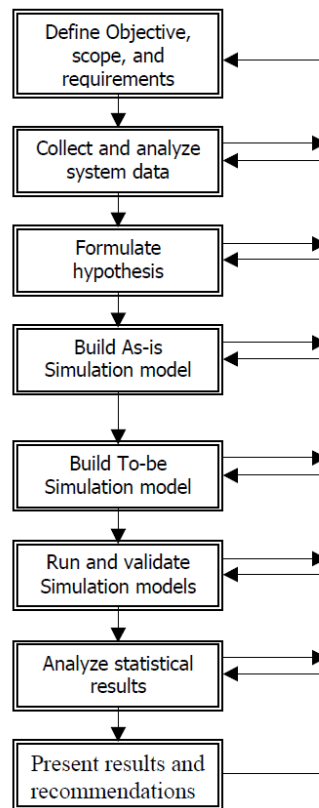 Define Objective,
scope, and
requirements
Collect and analyze
system data
Formulate
hypothesis
Build As-is
Simulation model
Build To-be
Simulation model
Run and validate
Simulation models
Analyze statistical
results
Present results and
recommendations